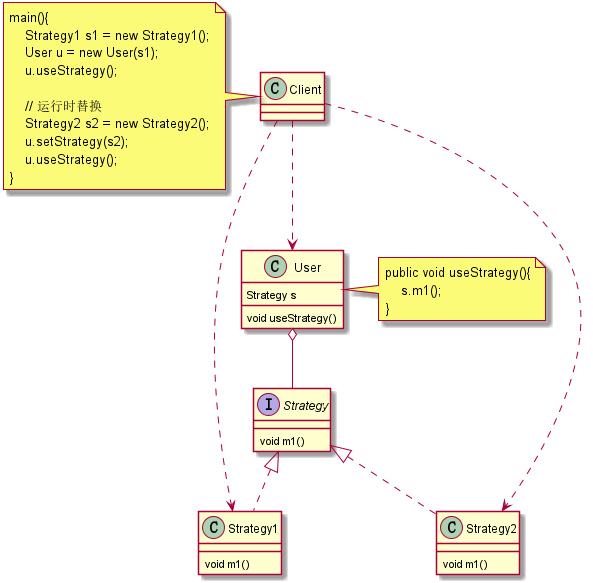 main(){
Strategy1 s1 = new Strategy1();
User u = new User(s1);
u.useStrategy();
// 运行时替换
Strategy2 s2 = new Strategy2();
u.setStrategy(s2);
u.useStrategy();
}
C Client
C User
Strategy s
void useStrategy()
public void useStrategy(){
s.m1();
}
I Strategy
void m1()
C Strategy1
void m1()
C Strategy2
void m1()